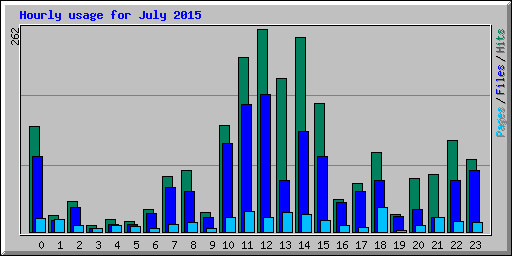 Hourly usage for July 2015
262
Pages / Files / Hits
0 1 2 3 4 5 6 7 8 9 10 11 12 13 14 15 16 17 18 19 20 21 22 23